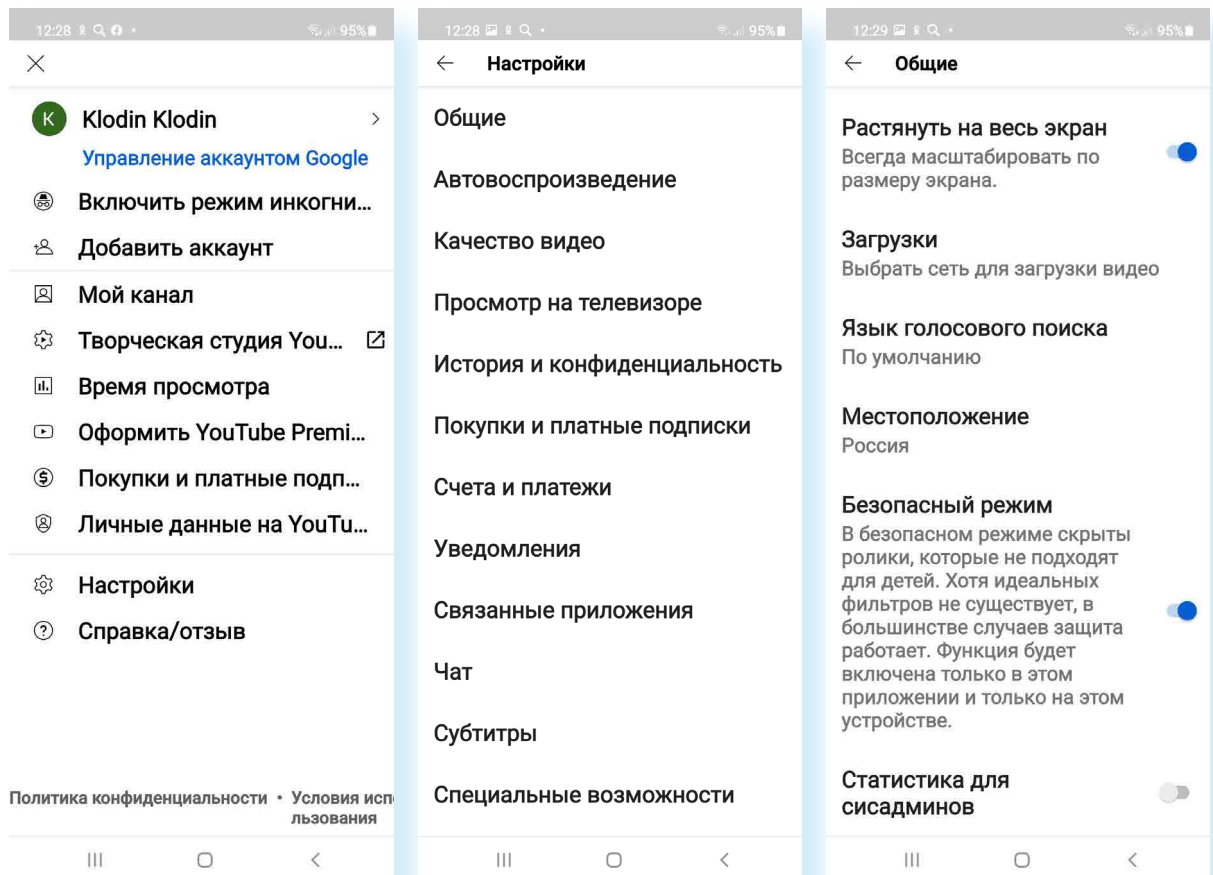 12:28
95%
K
Klodin Klodin
Управление аккаунтом Google
Включить режим инкогни...
Добавить аккаунт
Мой канал
Творческая студия You...
Время просмотра
Оформить YouTube Premi...
Покупки и платные подп...
Личные данные на YouTu...
Настройки
Справка/отзыв
Политика конфиденциальности • Условия исп
льзования
12:28
95%
Настройки
Общие
Автовоспроизведение
Качество видео
Просмотр на телевизоре
История и конфиденциальность
Покупки и платные подписки
Счета и платежи
Уведомления
Связанные приложения
Чат
Субтитры
Специальные возможности
12:29
95%
Общие
Растянуть на весь экран
Всегда масштабировать по
размеру экрана.
Загрузки
Выбрать сеть для загрузки видео
Язык голосового поиска
По умолчанию
Местоположение
Россия
Безопасный режим
В безопасном режиме скрыты
ролики, которые не подходят
для детей. Хотя идеальных
фильтров не существует, в
большинстве случаев защита
работает. Функция будет
включена только в этом
приложении и только на этом
устройстве.
Статистика для
сисадминов